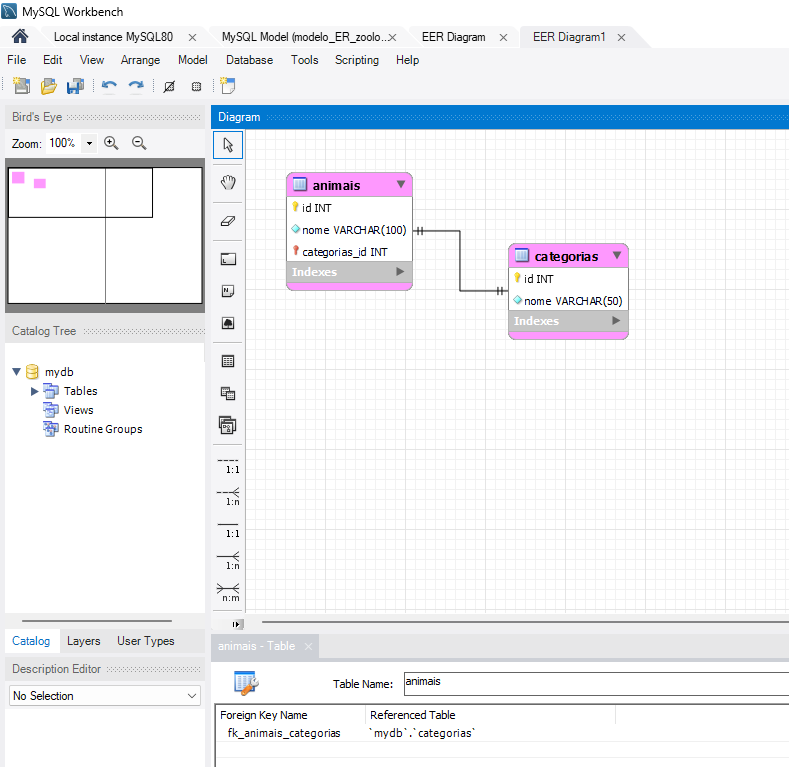 MySQL Workbench
Local instance MySQL80 MySQL Model (modelo_ER_zoolo... EER Diagram EER Diagram1
File Edit View Arrange Model Database Tools Scripting Help
Bird's Eye
Zoom: 100%
Catalog Tree
mydb
Tables
Views
Routine Groups
Catalog Layers User Types
Description Editor
No Selection
Diagram
N
1:1
1:n
1:1
1:n
n:m
animais
id INT
nome VARCHAR(100)
categorias_id INT
Indexes
categorias
id INT
nome VARCHAR(50)
Indexes
animais - Table
Table Name: animais
Foreign Key Name Referenced Table
fk_animais_categorias `mydb`.`categorias`